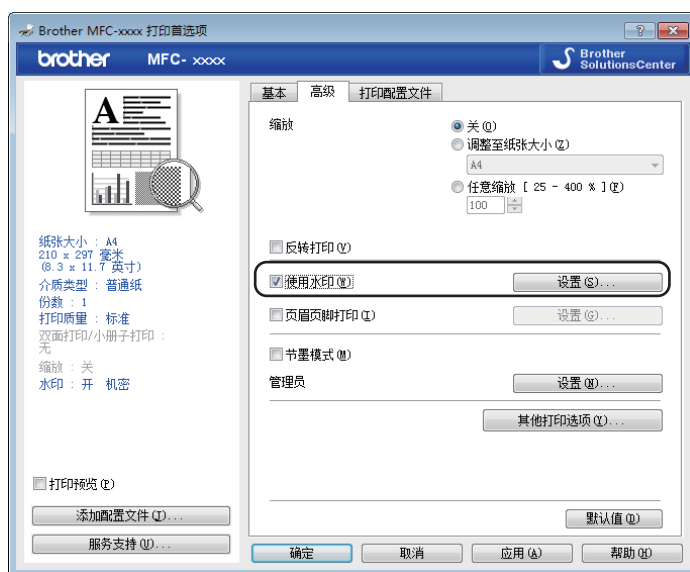 Brother MFC-xxxx 打印首选项
brother MFC- xxxx
Brother
SolutionsCenter
A
纸张大小 : A4
210 x 297 毫米
(8.3 x 11.7 英寸)
介质类型 : 普通纸
份数 : 1
打印质量 : 标准
双面打印/小册子打印 :
无
缩放 : 关
水印 : 开 机密
打印预览(P)
添加配置文件(J)...
服务支持(U)...
基本 高级 打印配置文件
缩放
关(O)
调整至纸张大小(Z)
A4
任意缩放 [ 25 - 400 % ](F)
100
反转打印(V)
使用水印(W) 设置(S)...
页眉页脚打印(I) 设置(G)...
节墨模式(M)
管理员 设置(N)...
其他打印选项(Y)...
默认值(D)
确定 取消 应用(A) 帮助(H)